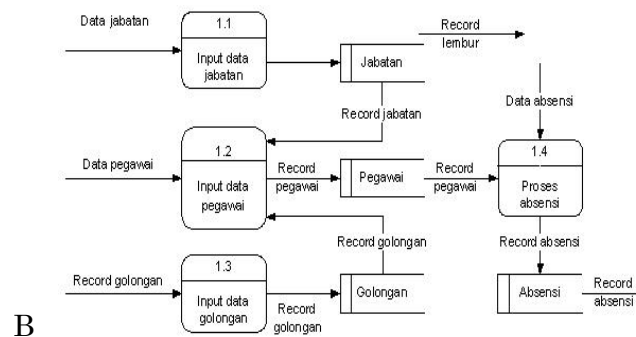 Data jabatan
1.1
Input data
jabatan
Jabatan
Record
lembur
Record jabatan
Data absensi
Data pegawai
1.2
Input data
pegawai
Record
pegawai
Pegawai
Record
pegawai
1.4
Proses
absensi
Record golongan
Record absensi
Record golongan
1.3
Input data
golongan
Record
golongan
Golongan
Absensi
Record
absensi
B